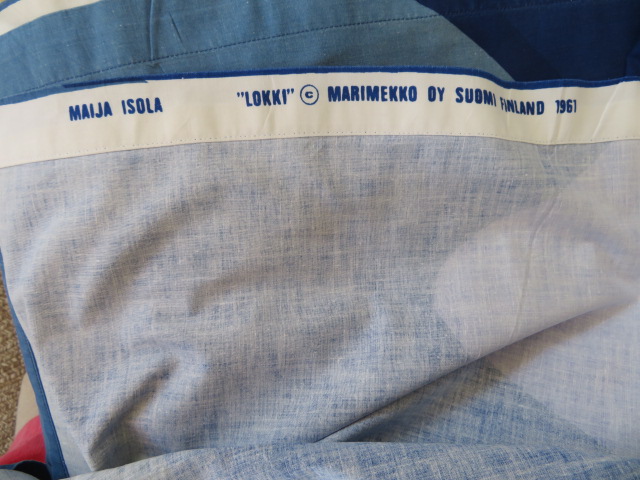 MAIJA ISOLA "LOKKI" © MARIMEKKO OY SUOMI FINLAND 1961